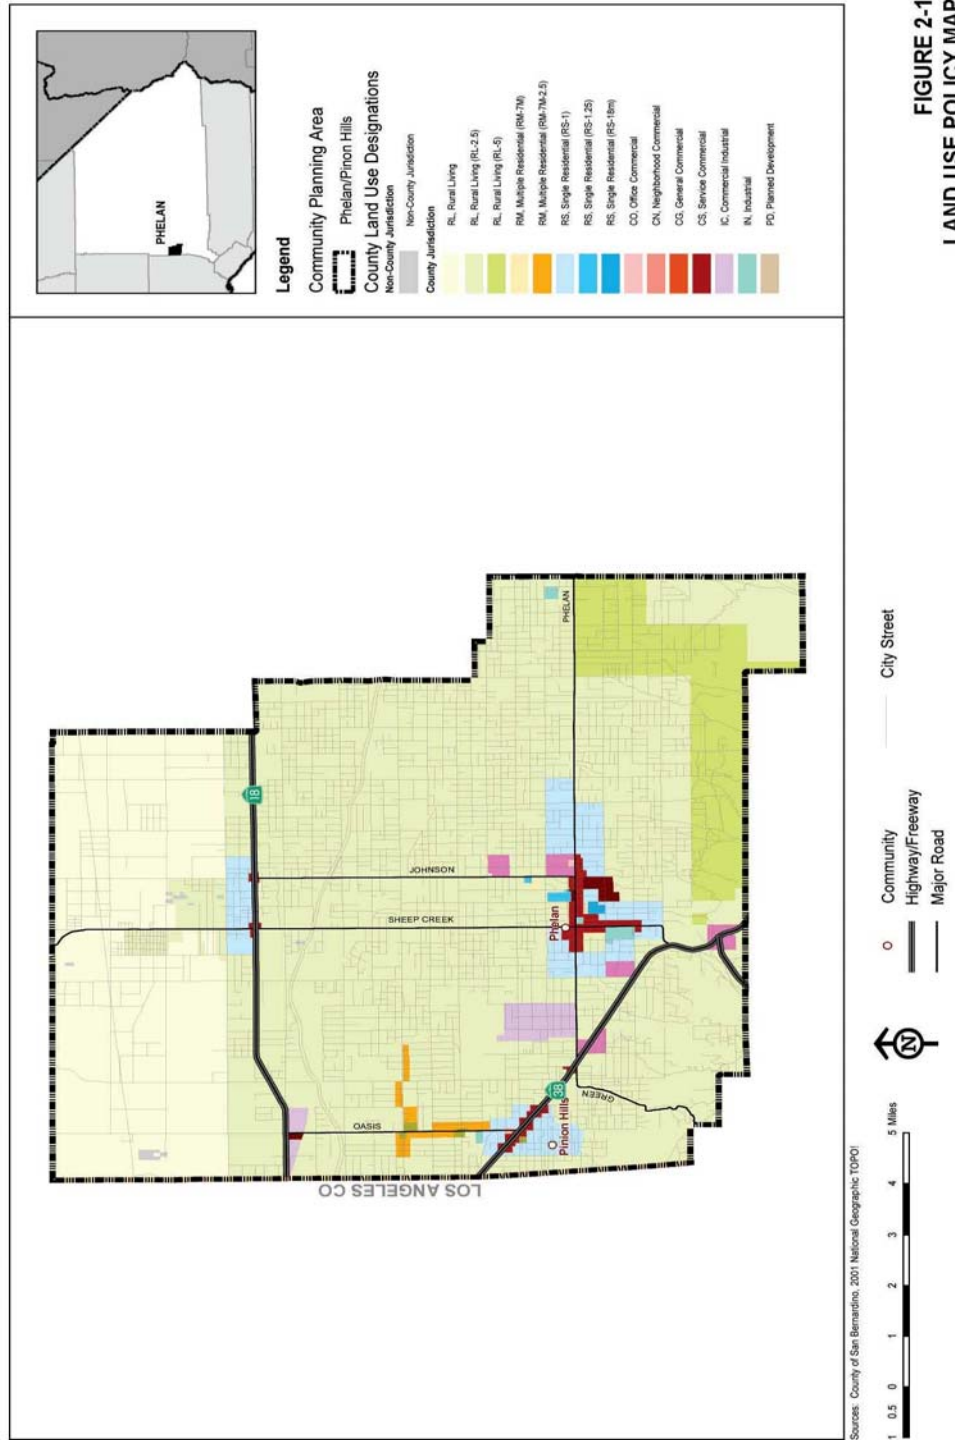 PHELAN
Legend
Community Planning Area
Phelan/Pinon Hills
County Land Use Designations
Non-County Jurisdiction
Non-County Jurisdiction
County Jurisdiction
RL, Rural Living
RL, Rural Living (RL-2.5)
RL, Rural Living (RL-5)
RM, Multiple Residential (RM-7M)
RM, Multiple Residential (RM-7M-2.5)
RS, Single Residential (RS-1)
RS, Single Residential (RS-1.25)
RS, Single Residential (RS-18m)
CO, Office Commercial
CN, Neighborhood Commercial
CG, General Commercial
CS, Service Commercial
IC, Commercial Industrial
IN, Industrial
PD, Planned Development
18
JOHNSON
SHEEP CREEK
OASIS
PHELAN
Phelan
138
GREEN
Pinion Hills
LOS ANGELES CO
Sources: County of San Bernardino, 2001 National Geographic TOPO!
1 0.5 0 1 2 3 4 5 Miles
N
Community
Highway/Freeway
Major Road
City Street
FIGURE 2-1
LAND USE POLICY MAP